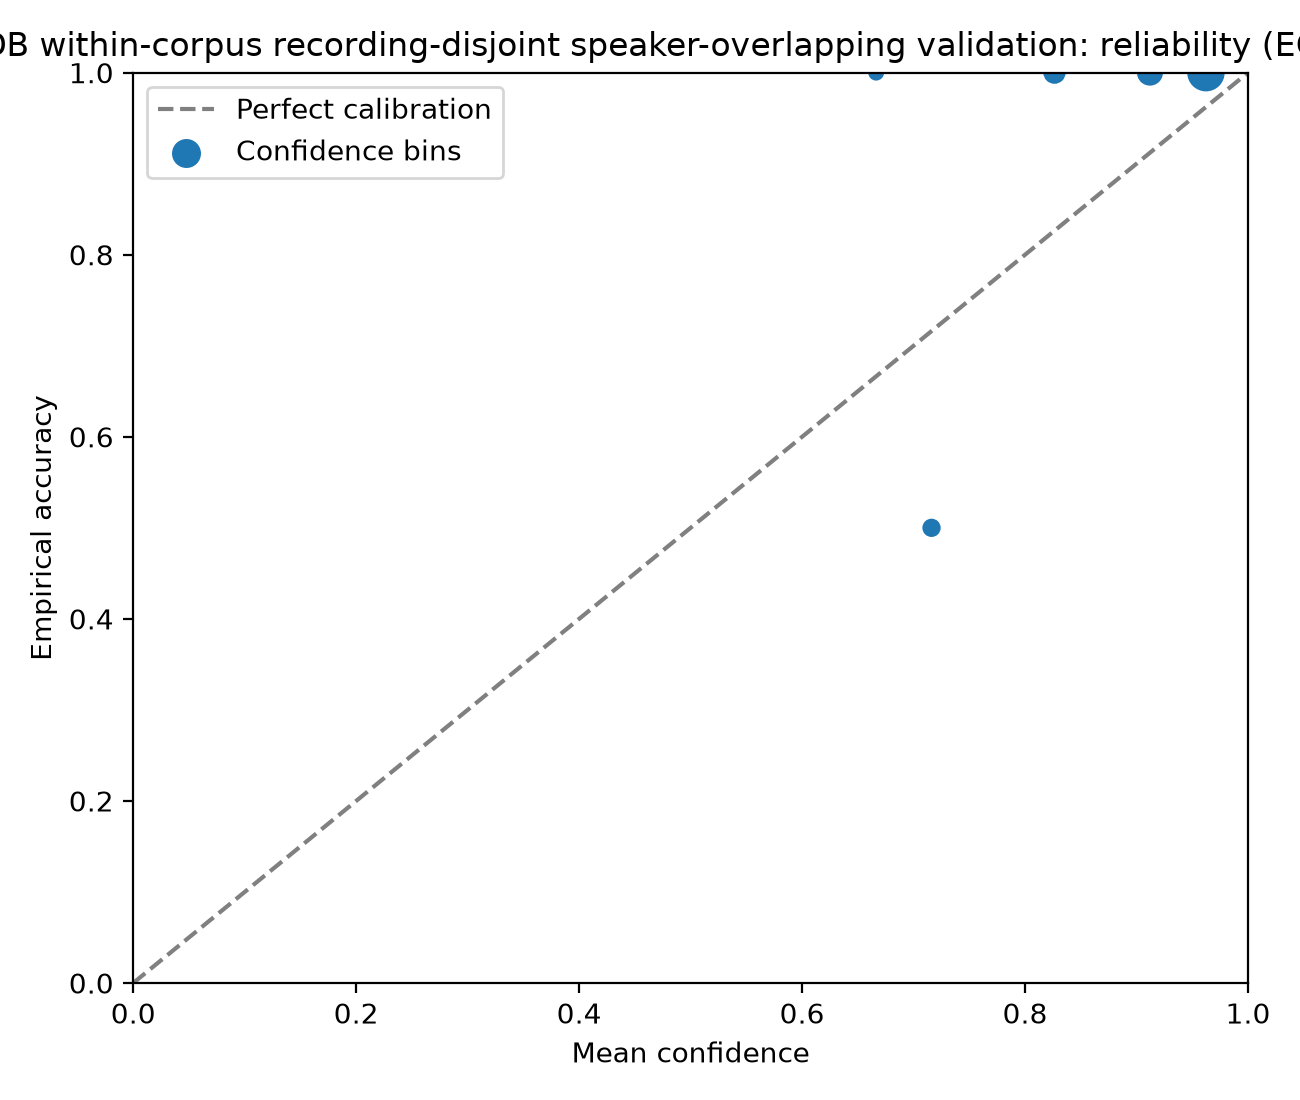 within-corpus recording-disjoint speaker-overlapping validation: reliability
1.0
Perfect calibration
Confidence bins
0.8
0.6
0.4
0.2
0.0
Empirical accuracy
0.0 0.2 0.4 0.6 0.8 1.0
Mean confidence